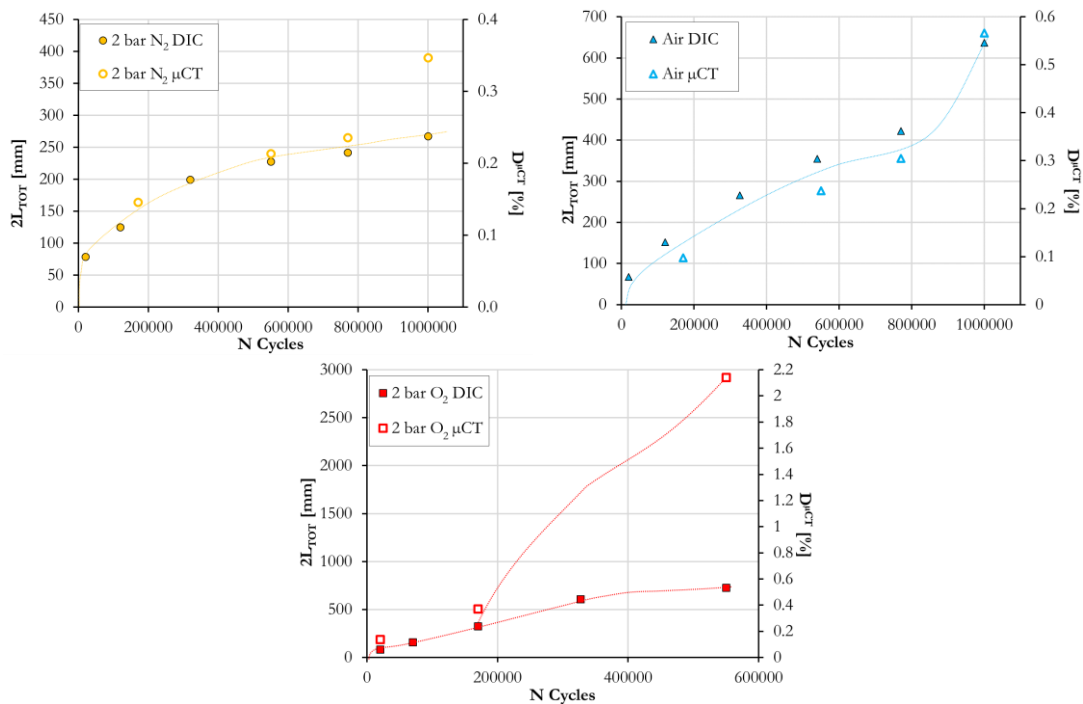 2 bar N₂ DIC
2 bar N₂ μCT
450
400
350
300
250
200
150
100
50
0
2L_TOT [mm]
0.4
0.3
0.2
0.1
0.0
D^μCT [%]
0 200000 400000 600000 800000 1000000
N Cycles
Air DIC
Air μCT
700
600
500
400
300
200
100
0
2L_TOT [mm]
0.6
0.5
0.4
0.3
0.2
0.1
0
D^μCT [%]
0 200000 400000 600000 800000 1000000
N Cycles
2 bar O₂ DIC
2 bar O₂ μCT
3000
2500
2000
1500
1000
500
0
2L_TOT [mm]
2.2
2
1.8
1.6
1.4
1.2
1
0.8
0.6
0.4
0.2
0
D^μCT [%]
0 200000 400000 600000
N Cycles